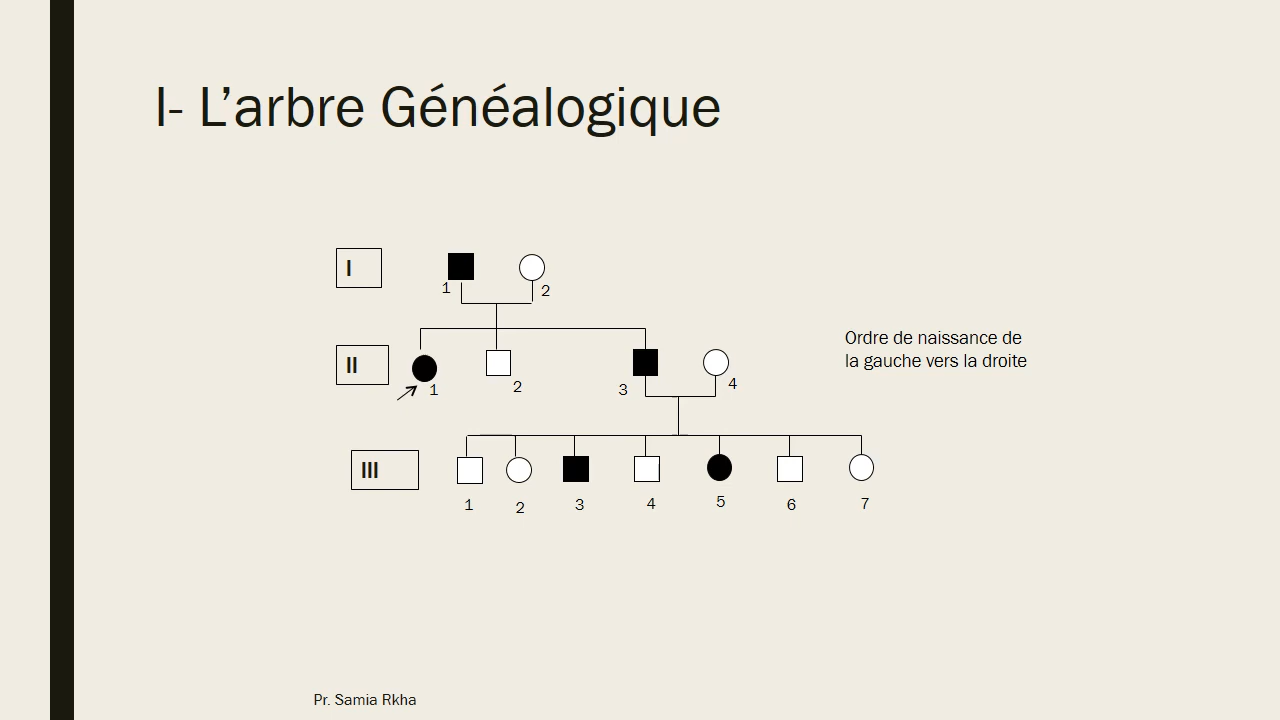 I- L’arbre Généalogique
I
1
2
II
1
2
3
4
Ordre de naissance de
la gauche vers la droite
III
1
2
3
4
5
6
7
Pr. Samia Rkha